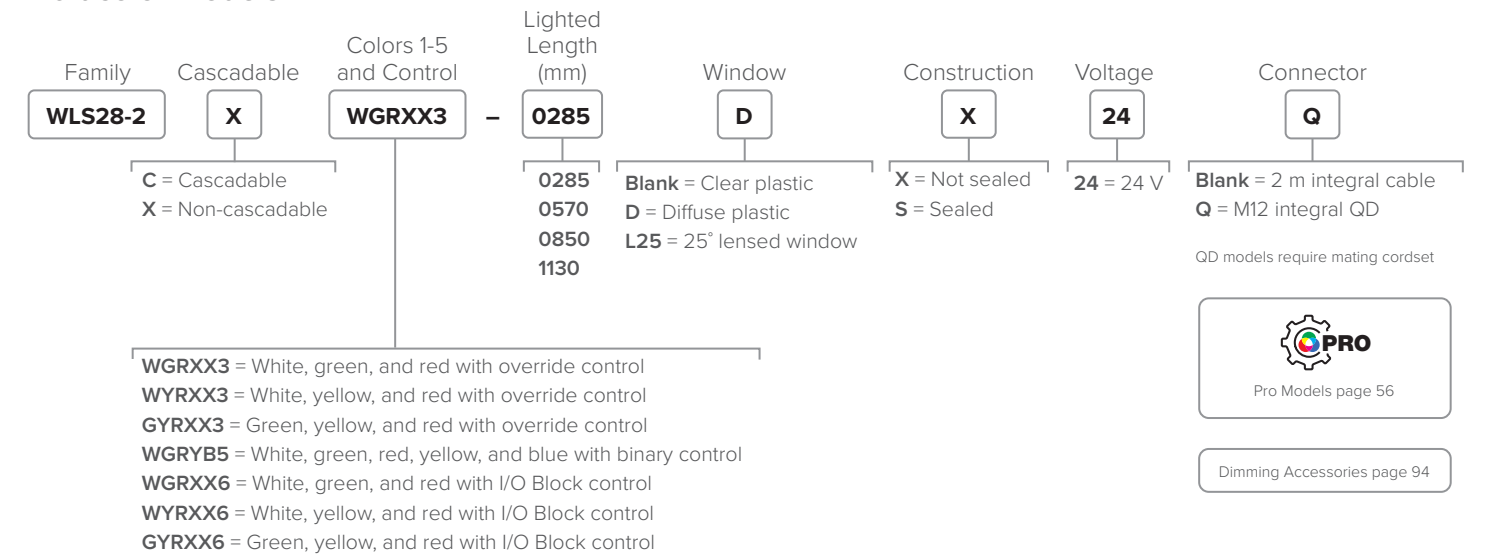 Family
Cascadable
Colors 1-5
and Control
Lighted
Length
(mm)
Window
Construction
Voltage
Connector
WLS28-2
X
WGRXX3
–
0285
D
X
24
Q
C = Cascadable
X = Non-cascadable
0285
0570
0850
1130
Blank = Clear plastic
D = Diffuse plastic
L25 = 25˚ lensed window
X = Not sealed
S = Sealed
24 = 24 V
Blank = 2 m integral cable
Q = M12 integral QD
QD models require mating cordset
PRO
Pro Models page 56
Dimming Accessories page 94
WGRXX3 = White, green, and red with override control
WYRXX3 = White, yellow, and red with override control
GYRXX3 = Green, yellow, and red with override control
WGRYB5 = White, green, red, yellow, and blue with binary control
WGRXX6 = White, green, and red with I/O Block control
WYRXX6 = White, yellow, and red with I/O Block control
GYRXX6 = Green, yellow, and red with I/O Block control